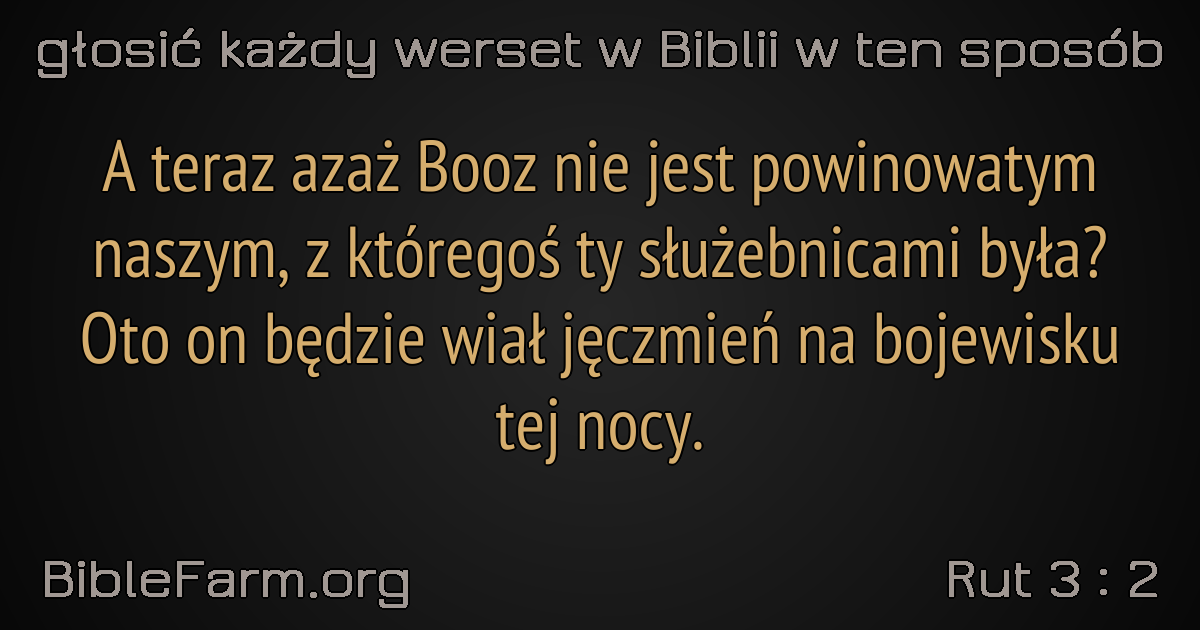 głosić każdy werset w Biblii w ten sposób
A teraz azaż Booz nie jest powinowatym
naszym, z któregoś ty służebnicami była?
Oto on będzie wiał jęczmień na bojewisku
tej nocy.
BibleFarm.org
Rut 3 : 2